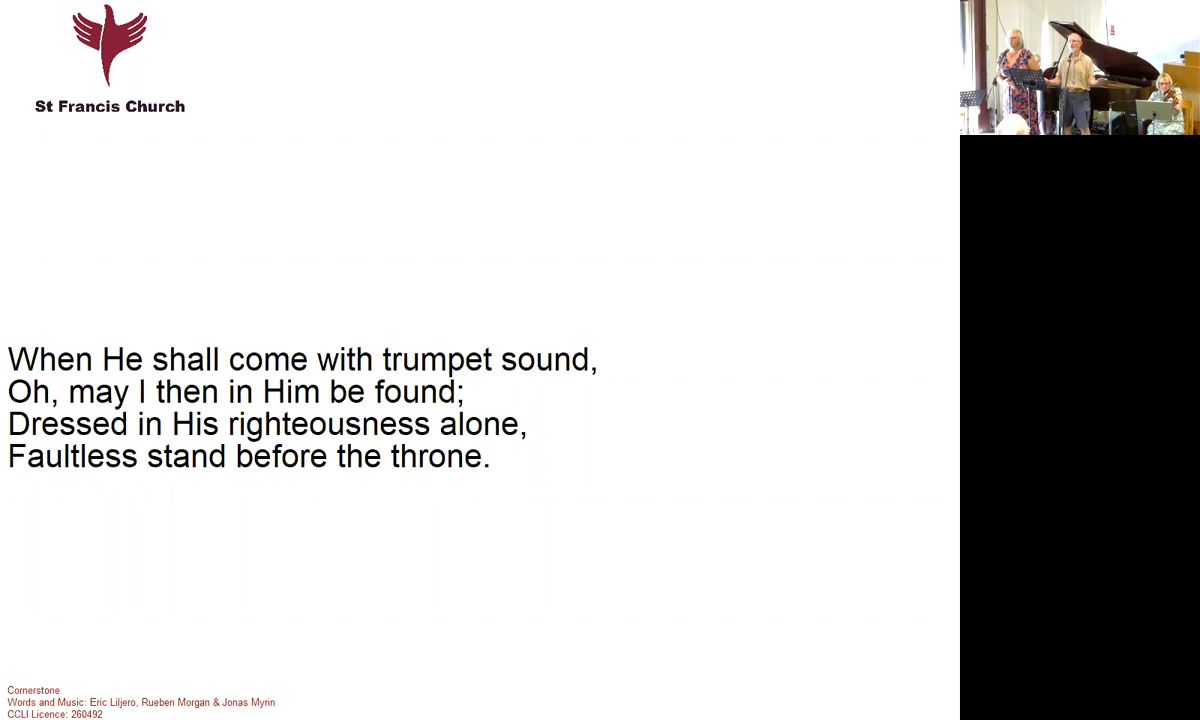 St Francis Church
When He shall come with trumpet sound,
Oh, may I then in Him be found;
Dressed in His righteousness alone,
Faultless stand before the throne.
Cornerstone
Words and Music: Eric Liljero, Rueben Morgan & Jonas Myrin
CCLI Licence: 260492